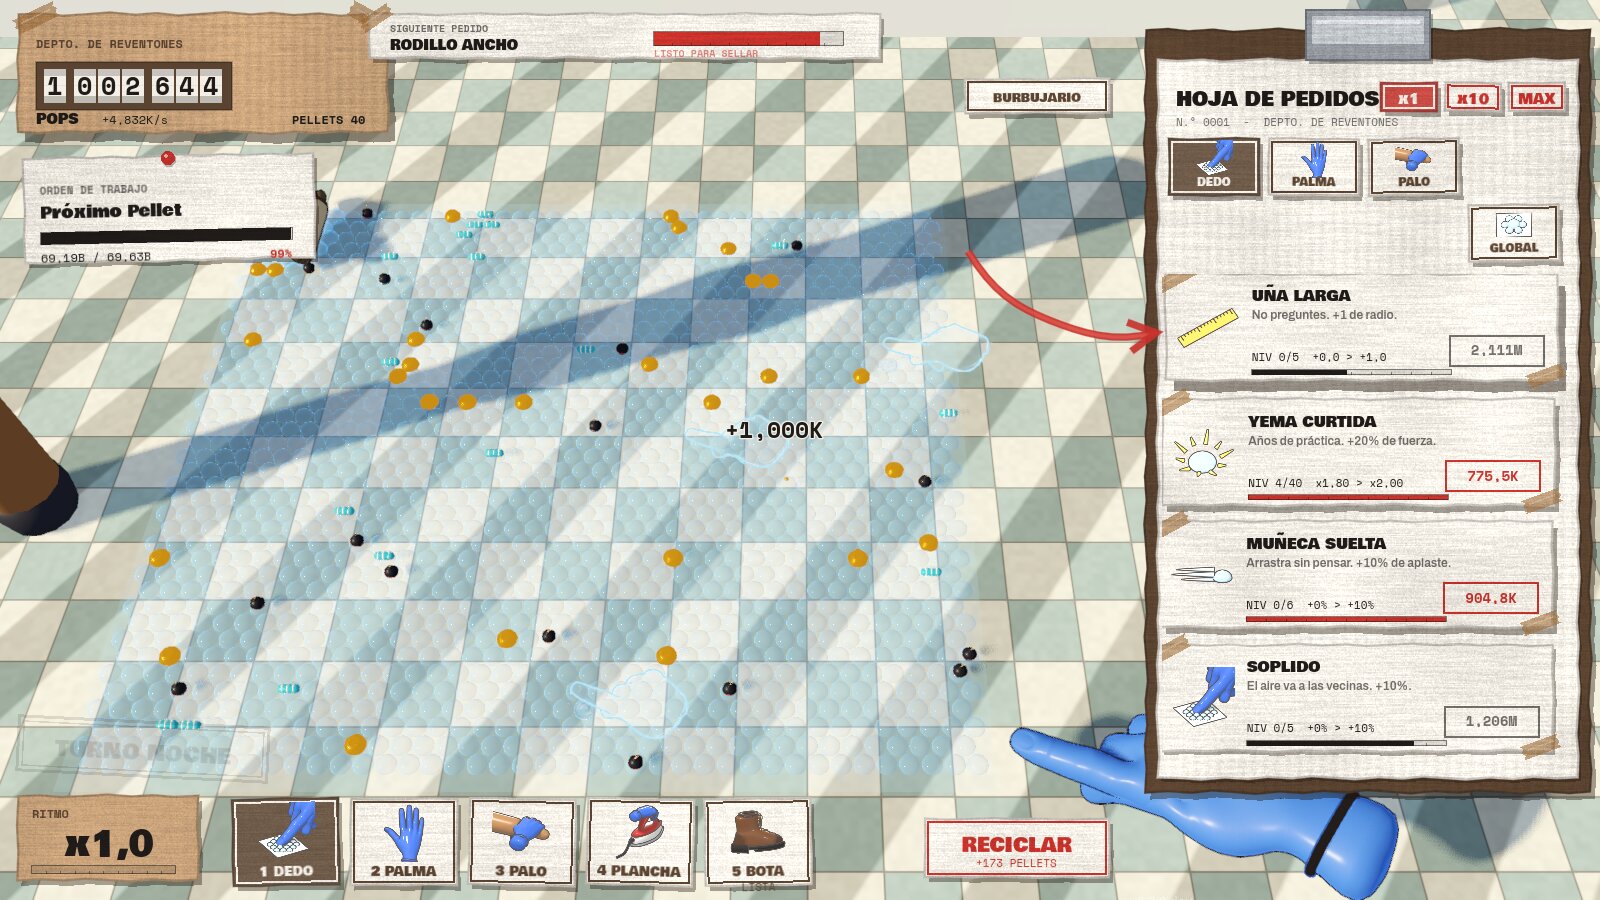 DEPTO. DE REVENTONES
1 002 644
POPS +4,832K/s PELLETS 40
SIGUIENTE PEDIDO
RODILLO ANCHO
LISTO PARA SELLAR
BURBUJARIO
ORDEN DE TRABAJO
Próximo Pellet
99%
69.19B / 69.63B
+1,000K
TURNO NOCHE
RITMO
x1,0
1 DEDO
2 PALMA
3 PALO
4 PLANCHA
5 BOTA
LISTA
RECICLAR
+173 PELLETS
HOJA DE PEDIDOS
x1
x10
MAX
N.° 0001 - DEPTO. DE REVENTONES
DEDO
PALMA
PALO
GLOBAL
UÑA LARGA
No preguntes. +1 de radio.
NIV 0/5 +0,0 > +1,0
2,111M
YEMA CURTIDA
Años de práctica. +20% de fuerza.
NIV 4/40 x1,80 > x2,00
775,5K
MUÑECA SUELTA
Arrastra sin pensar. +10% de aplaste.
NIV 0/6 +0% > +10%
904,8K
SOPLIDO
El aire va a las vecinas. +10%.
NIV 0/5 +0% > +10%
1,206M